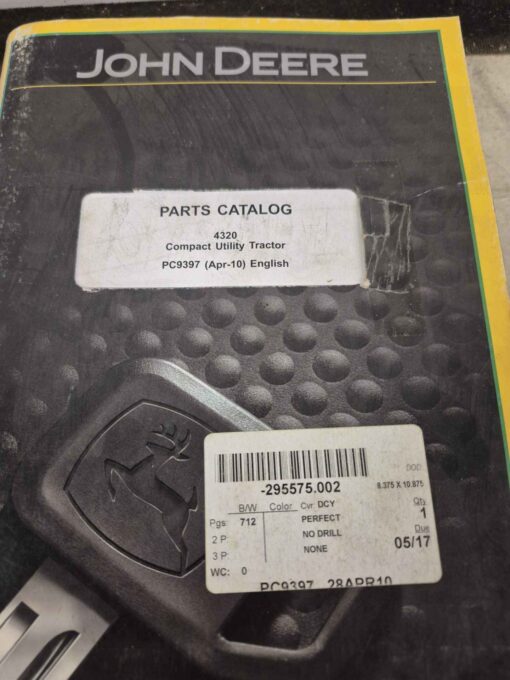 JOHN DEERE
PARTS CATALOG
4320
Compact Utility Tractor
PC9397 (Apr-10) English
-295575.002
DOD:
8.375 X 10.875
B/W Color Cvr: DCY
Qty
Pgs: 712 PERFECT
1
2 P: NO DRILL
Due
3 P: NONE
05/17
WC: 0
PC9397 28APR10